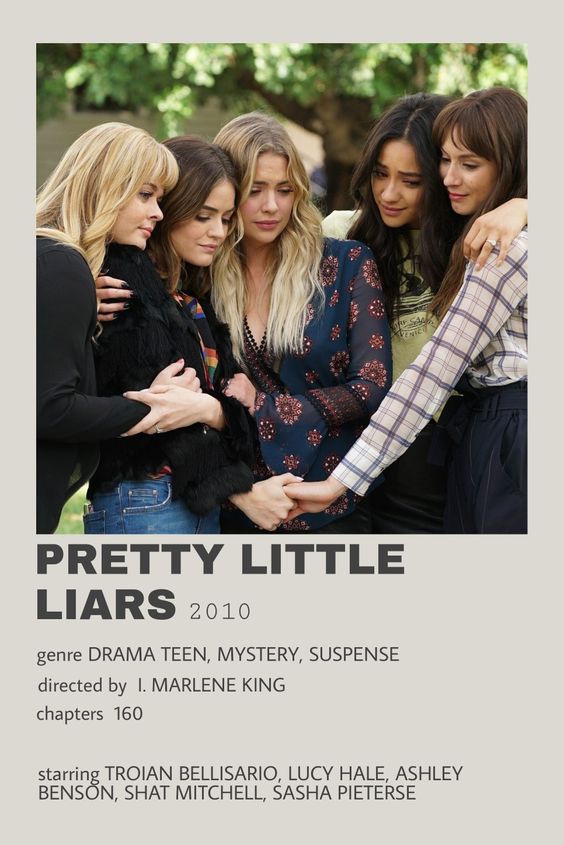 PRETTY LITTLE
LIARS 2010
genre DRAMA TEEN, MYSTERY, SUSPENSE
directed by I. MARLENE KING
chapters 160
starring TROIAN BELLISARIO, LUCY HALE, ASHLEY
BENSON, SHAT MITCHELL, SASHA PIETERSE